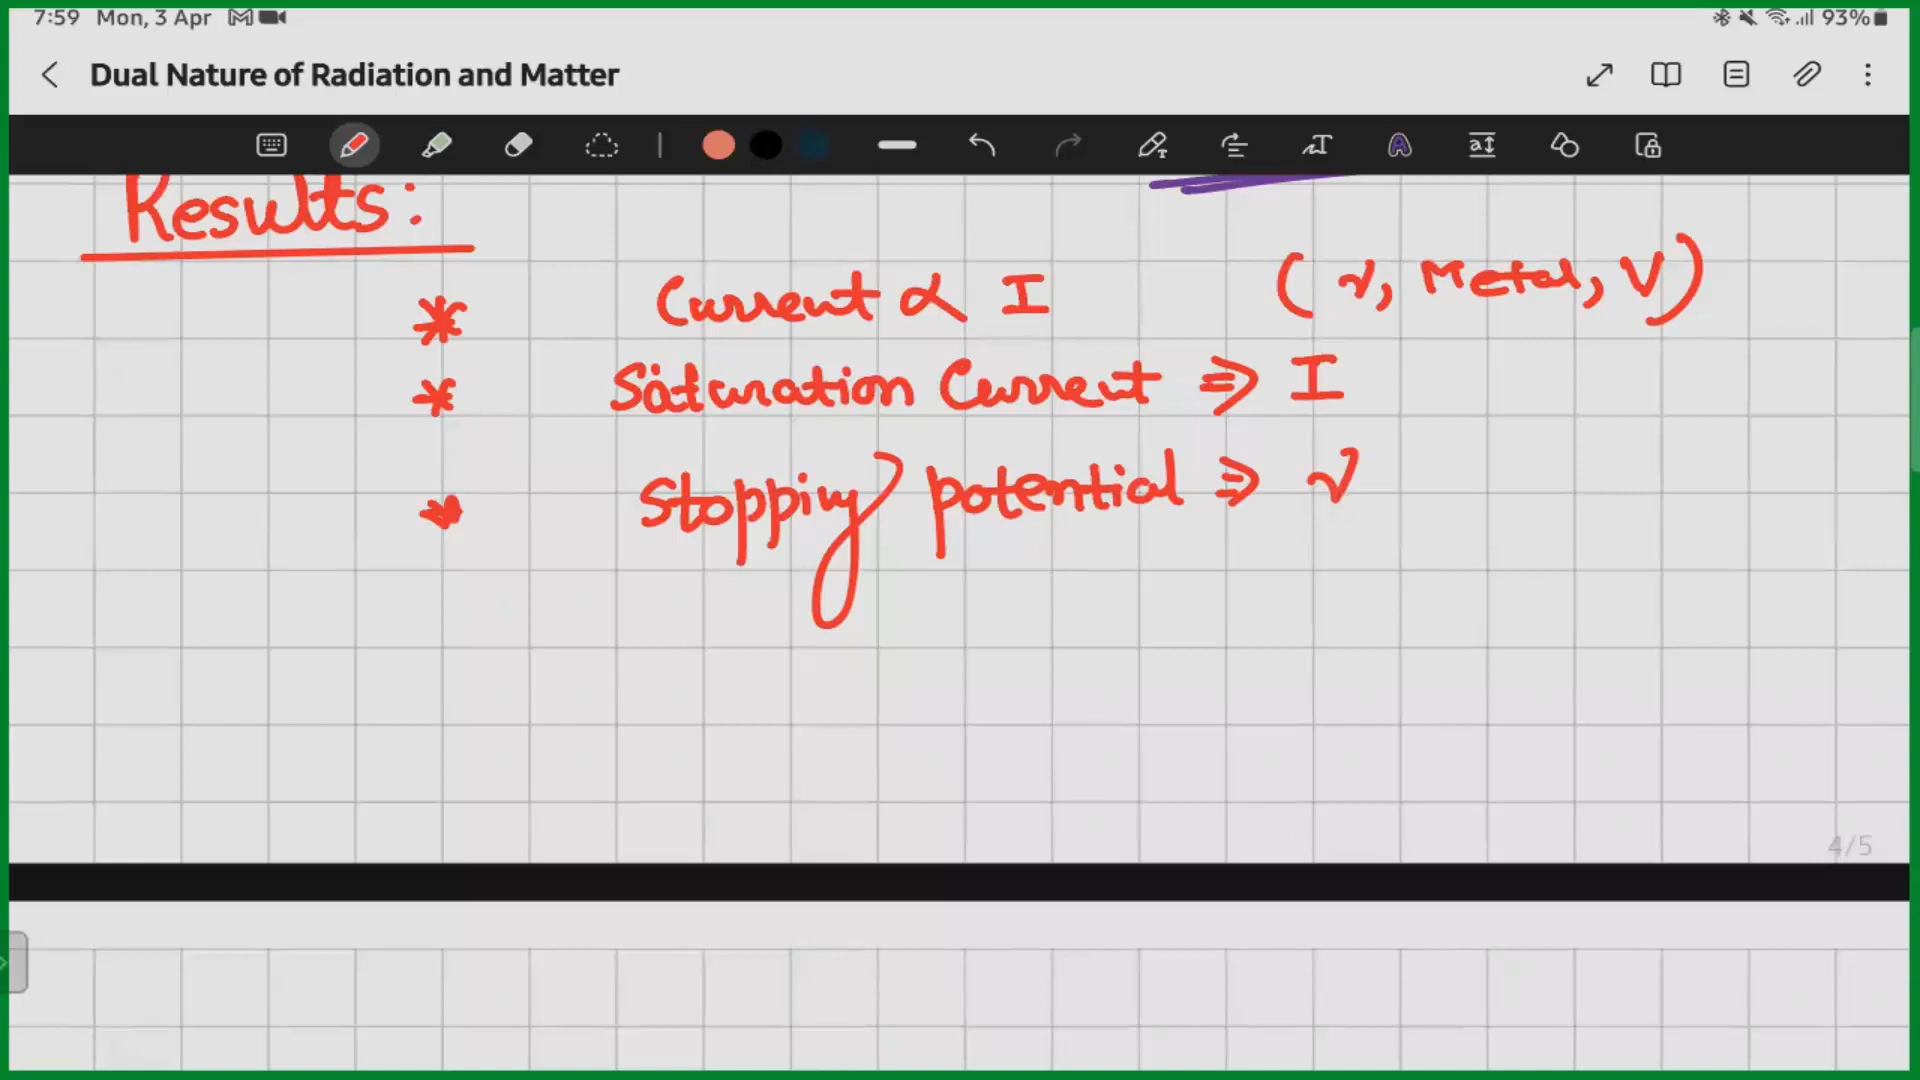 7:59 Mon, 3 Apr 93%
Dual Nature of Radiation and Matter
Results:
* Current ∝ I (ν, Metal, V)
* Saturation Current ⇒ I
* Stopping potential ⇒ ν
4/5